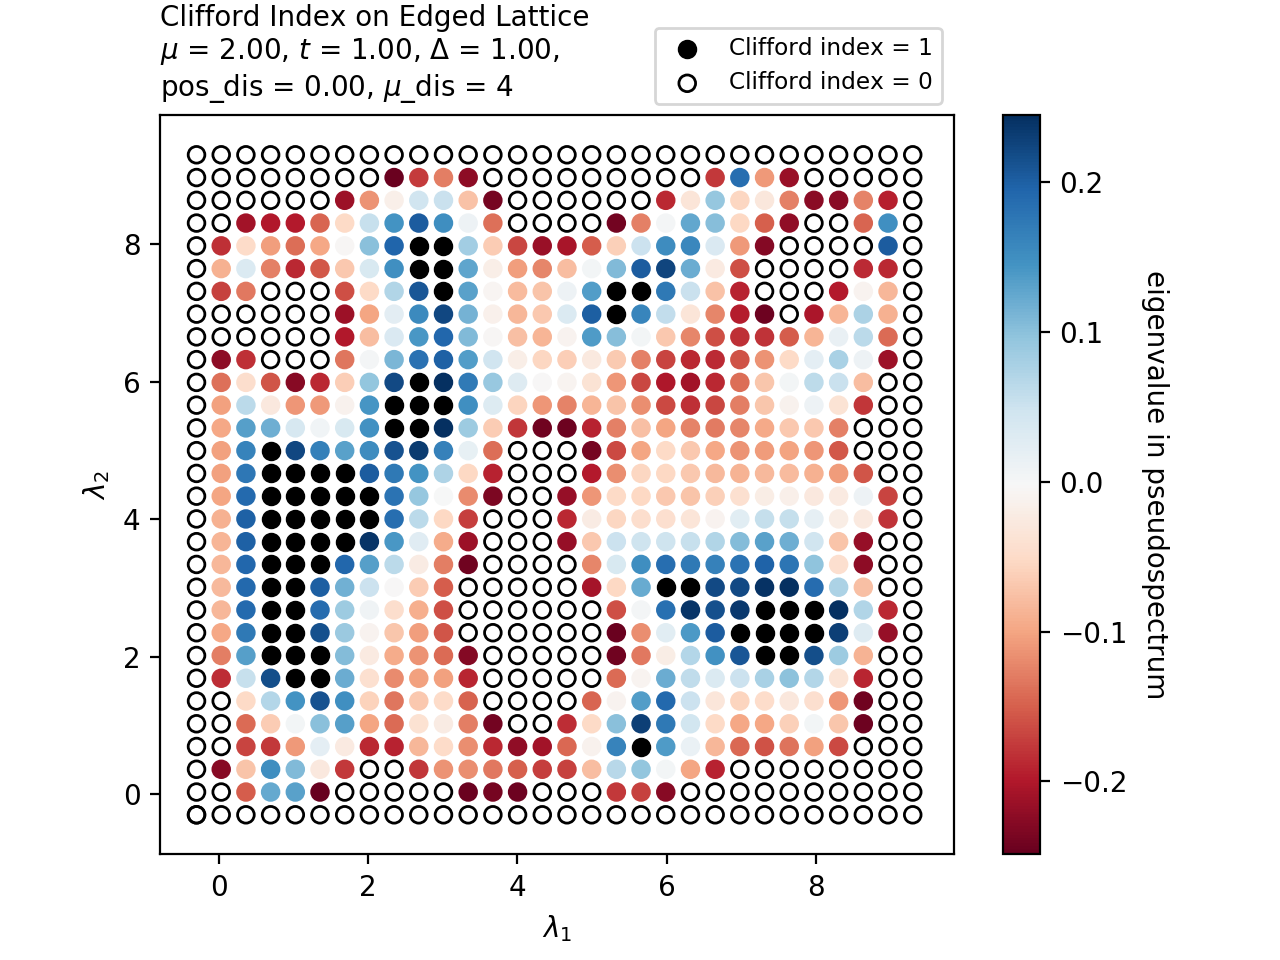 Clifford Index on Edged Lattice
μ = 2.00, t = 1.00, Δ = 1.00,
pos_dis = 0.00, μ_dis = 4
Clifford index = 1
Clifford index = 0
8
6
4
2
0
λ₂
0 2 4 6 8
λ₁
0.2
0.1
0.0
−0.1
−0.2
eigenvalue in pseudospectrum